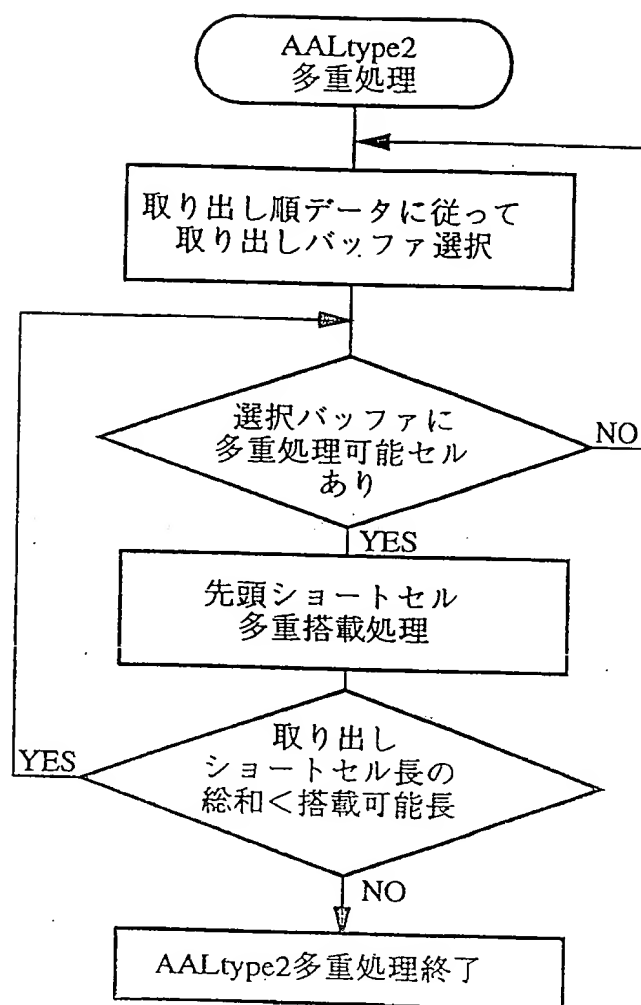 AALtype2
多重処理
取り出し順データに従って
取り出しバッファ選択
選択バッファに
多重処理可能セル
あり
NO
YES
先頭ショートセル
多重搭載処理
取り出し
ショートセル長の
総和＜搭載可能長
YES
NO
AALtype2多重処理終了